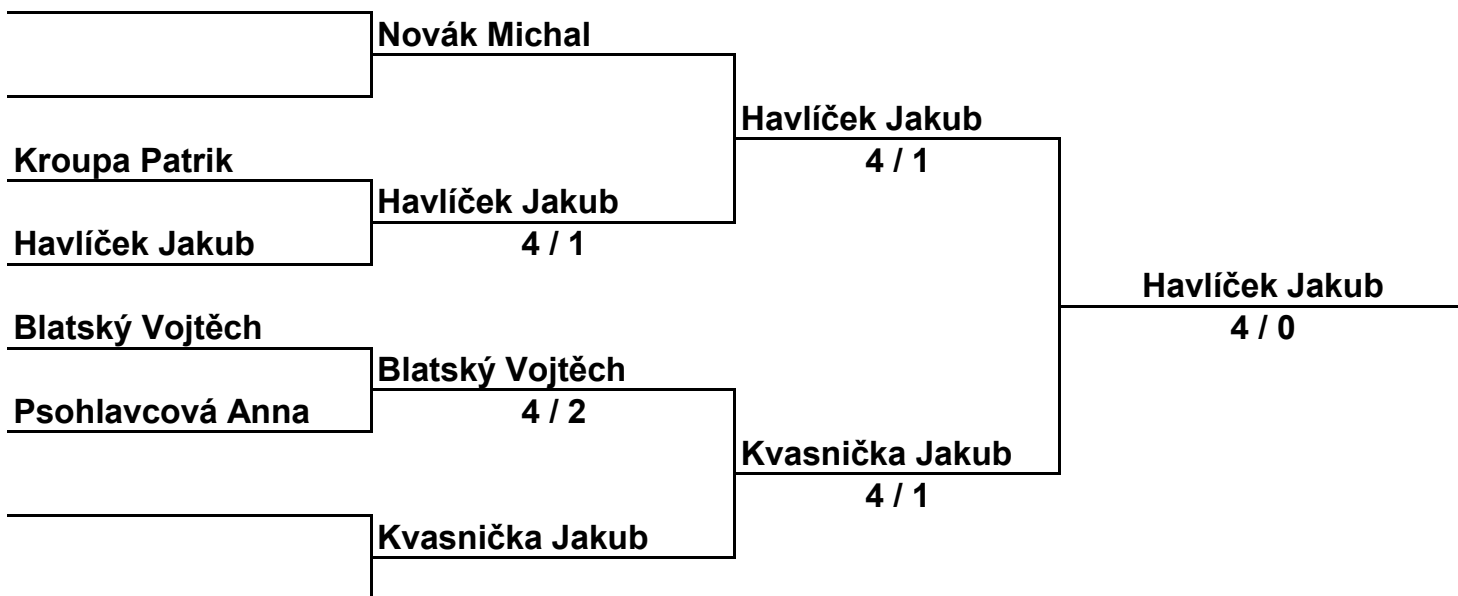 Novák Michal
Havlíček Jakub
4 / 1
Kroupa Patrik
Havlíček Jakub
4 / 1
Havlíček Jakub
Havlíček Jakub
4 / 0
Blatský Vojtěch
Blatský Vojtěch
4 / 2
Psohlavcová Anna
Kvasnička Jakub
4 / 1
Kvasnička Jakub